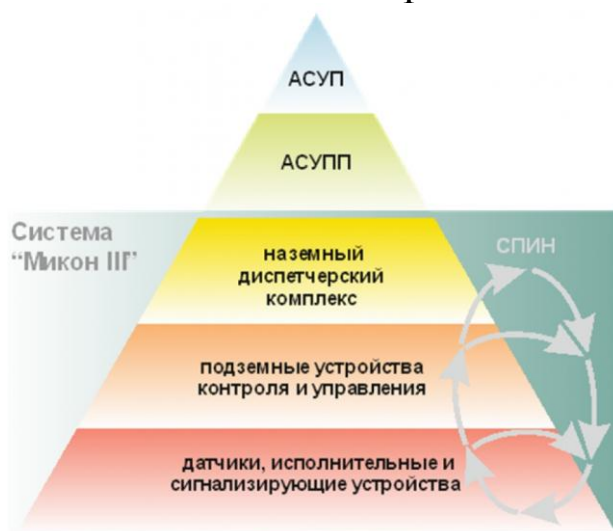 АСУП
АСУПП
Система
“Микон III”
СПИН
наземный
диспетчерский
комплекс
подземные устройства
контроля и управления
датчики, исполнительные и
сигнализирующие устройства